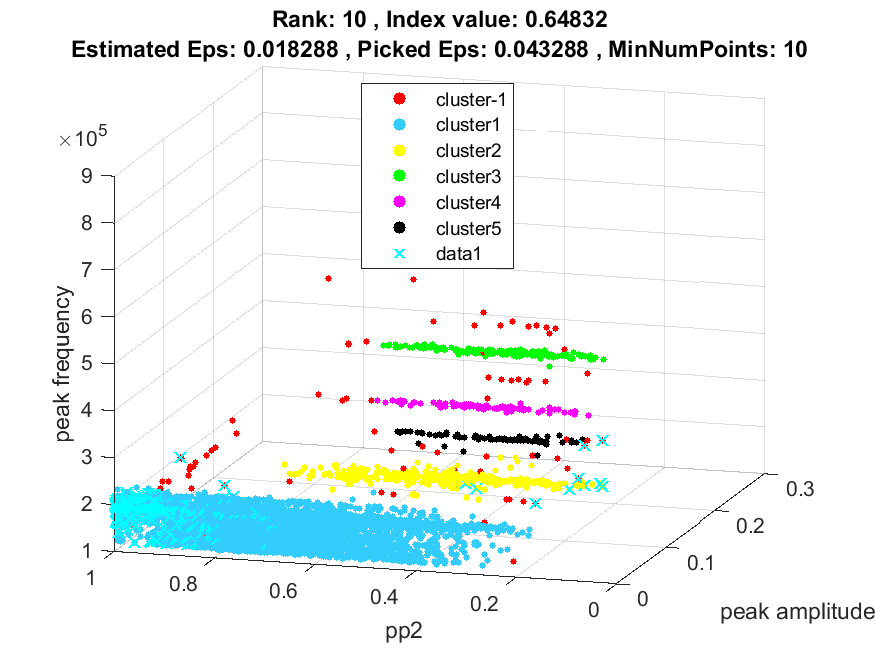 Rank: 10 , Index value: 0.64832
Estimated Eps: 0.018288 , Picked Eps: 0.043288 , MinNumPoints: 10
×10^5
9
8
7
6
5
4
3
2
1
peak frequency
cluster-1
cluster1
cluster2
cluster3
cluster4
cluster5
data1
1
0.8
0.6
0.4
0.2
0
pp2
0
0.1
0.2
0.3
peak amplitude